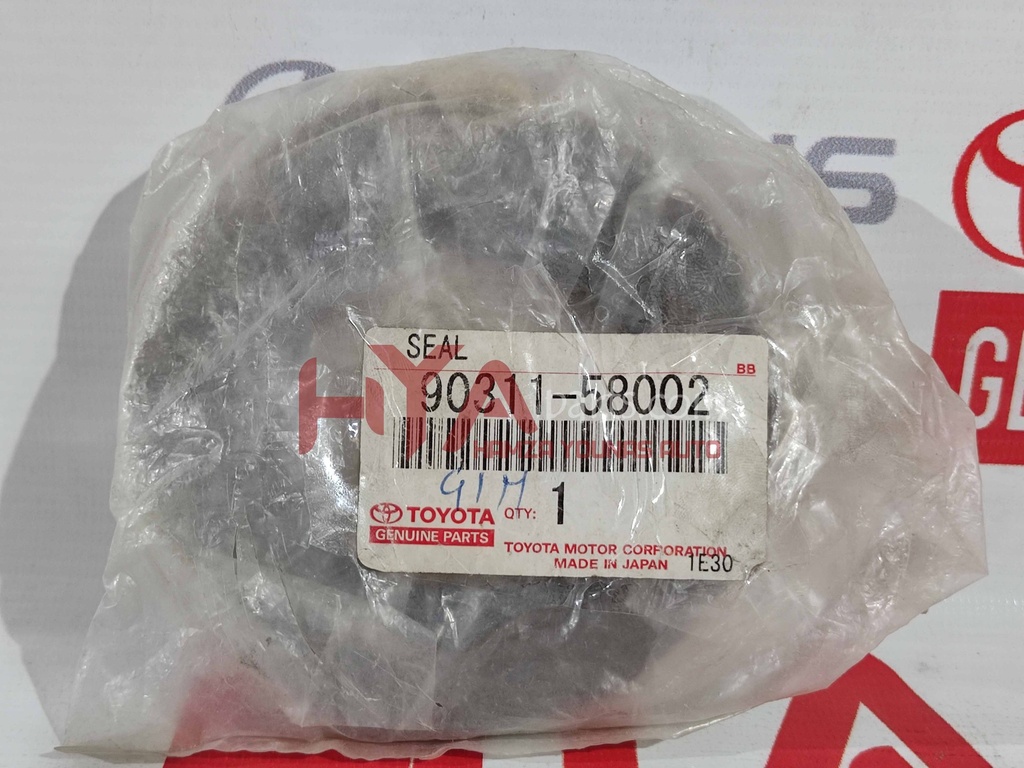 SEAL
BB
90311-58002
HYA
HAMZA YOUNAS AUTO
TOYOTA QTY: 1
GENUINE PARTS
TOYOTA MOTOR CORPORATION
MADE IN JAPAN 1E30